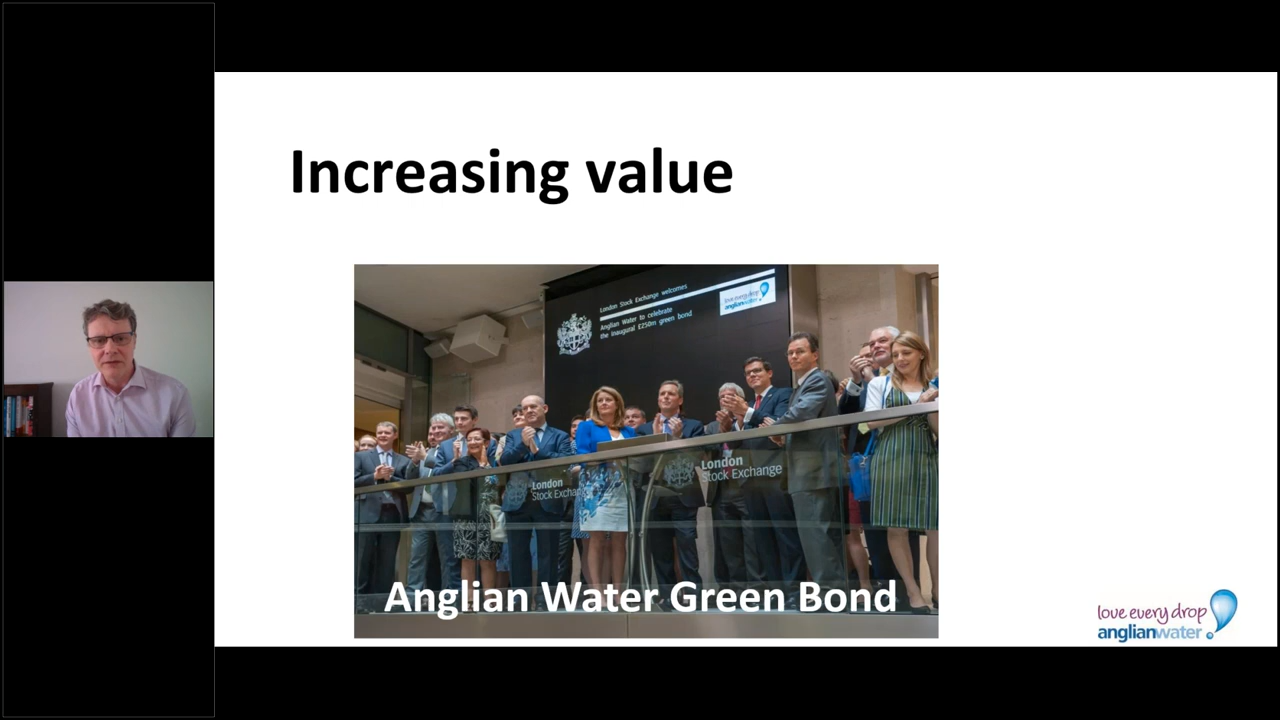 Increasing value
London Stock Exchange welcomes
Anglian Water to celebrate
the inaugural £250m green bond
love every drop
anglianwater
London
Stock Exchange
London
Stock Exchange
Anglian Water Green Bond
love every drop
anglianwater